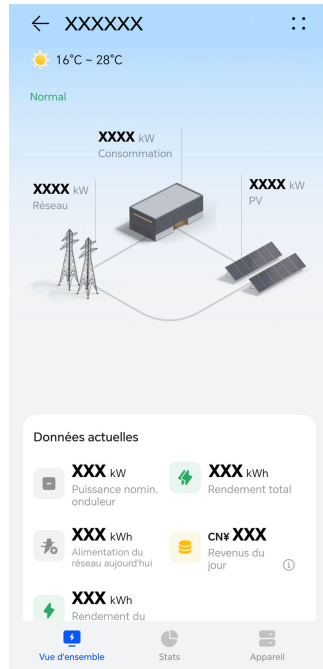 XXXXXX
16°C ~ 28°C
Normal
XXXX kW
Consommation
XXXX kW
Réseau
XXXX kW
PV
Données actuelles
XXX kW
Puissance nomin.
onduleur
XXX kWh
Rendement total
XXX kWh
Alimentation du
réseau aujourd'hui
CN¥ XXX
Revenus du
jour
XXX kWh
Rendement du
Vue d'ensemble
Stats
Appareil